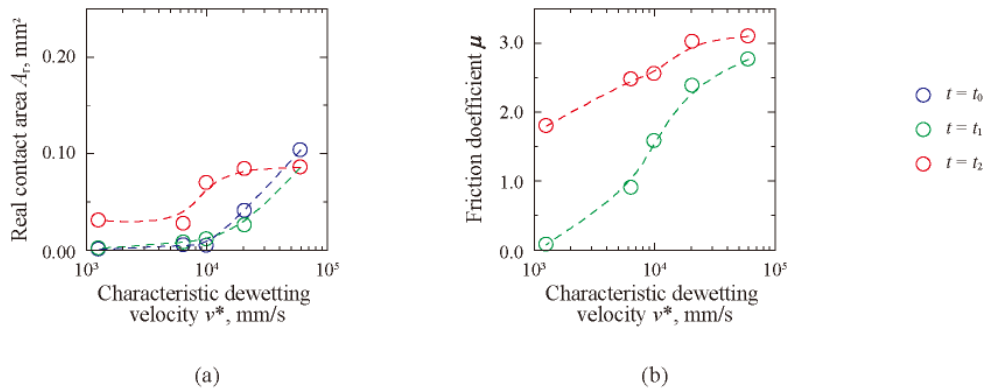 0.20
0.10
0.00
Real contact area Ar, mm²
10³
10⁴
10⁵
Characteristic dewetting
velocity v*, mm/s
(a)
3.0
2.0
1.0
0.0
Friction doefficient μ
10³
10⁴
10⁵
Characteristic dewetting
velocity v*, mm/s
(b)
t = t₀
t = t₁
t = t₂